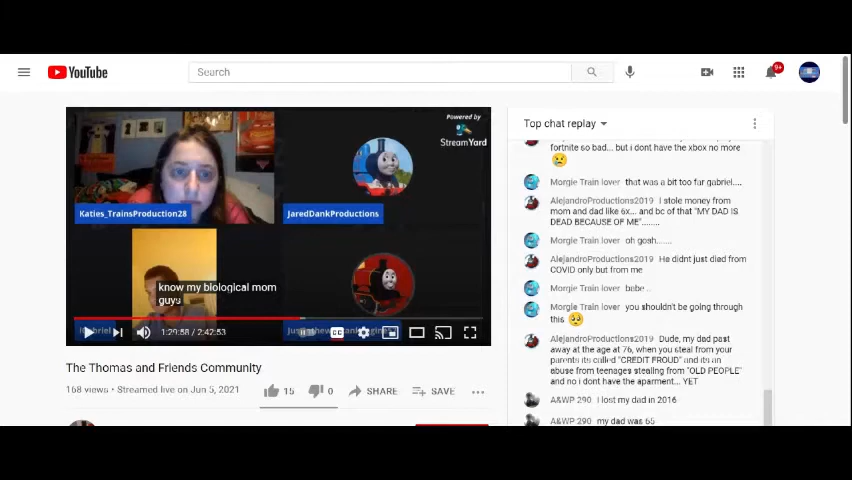 YouTube
Search
9+
Powered by
StreamYard
Katies_TrainsProduction28
JaredDankProductions
know my biological mom
guys
1:29:58 / 2:42:53
The Thomas and Friends Community
168 views • Streamed live on Jun 5, 2021
15
0
SHARE
SAVE
Top chat replay
fortnite so bad... but i dont have the xbox no more
Morgie Train lover that was a bit too fur gabriel....
AlejandroProductions2019 I stole money from
mom and dad like 6x... and bc of that "MY DAD IS
DEAD BECAUSE OF ME"........
Morgie Train lover oh gosh.......
AlejandroProductions2019 He didnt just died from
COVID only but from me
Morgie Train lover
Morgie Train lover you shouldn't be going through
this
AlejandroProductions2019 Dude, my dad past
away at the age at 76, when you steal from your
parents its called "CREDIT FROUD" and its an
abuse from teenages stealing from "OLD PEOPLE"
and no i dont have the aparment... YET
A&WP 290 I lost my dad in 2016
A&WP 290 my dad was 65